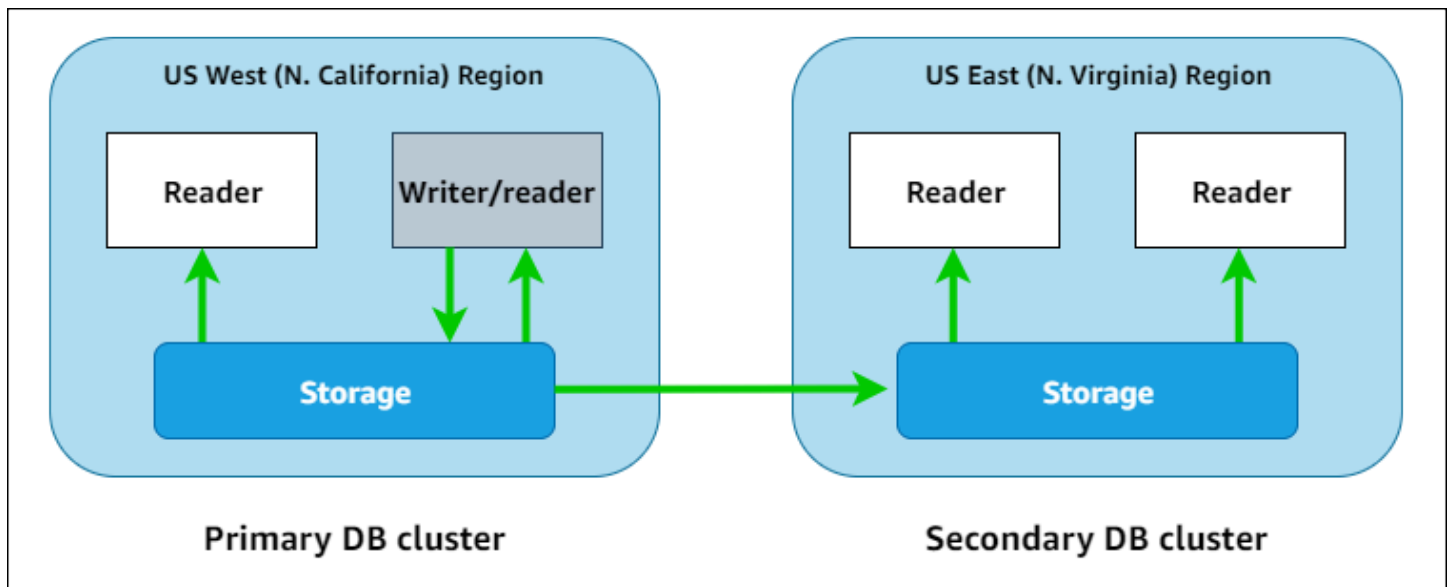 US West (N. California) Region
Reader
Writer/reader
Storage
Primary DB cluster
US East (N. Virginia) Region
Reader
Reader
Storage
Secondary DB cluster